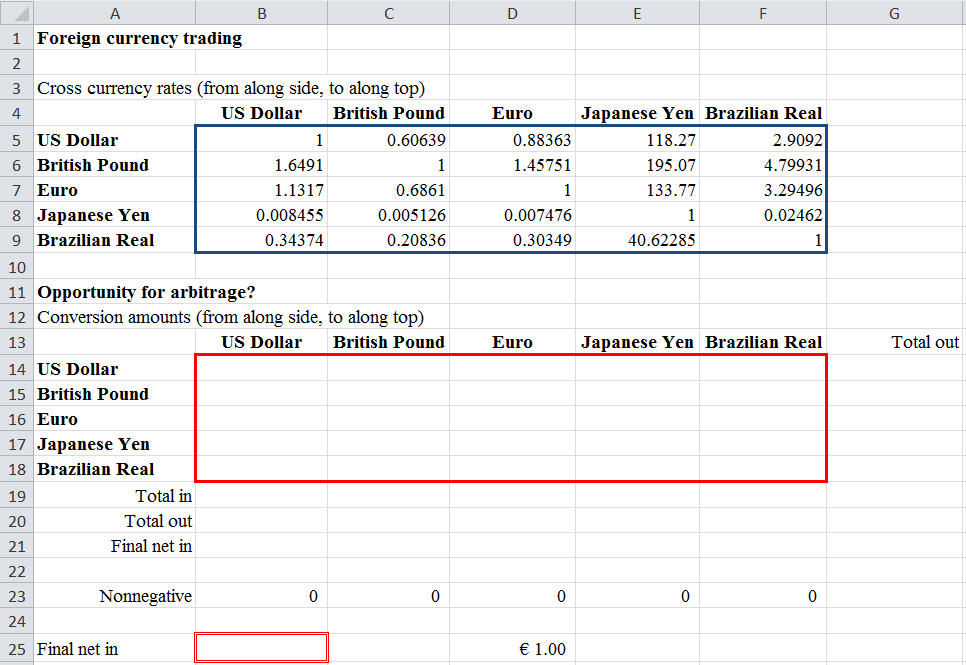 A B C D E F G
1 Foreign currency trading
2
3 Cross currency rates (from along side, to along top)
4 US Dollar British Pound Euro Japanese Yen Brazilian Real
5 US Dollar 1 0.60639 0.88363 118.27 2.9092
6 British Pound 1.6491 1 1.45751 195.07 4.79931
7 Euro 1.1317 0.6861 1 133.77 3.29496
8 Japanese Yen 0.008455 0.005126 0.007476 1 0.02462
9 Brazilian Real 0.34374 0.20836 0.30349 40.62285 1
10
11 Opportunity for arbitrage?
12 Conversion amounts (from along side, to along top)
13 US Dollar British Pound Euro Japanese Yen Brazilian Real Total out
14 US Dollar
15 British Pound
16 Euro
17 Japanese Yen
18 Brazilian Real
19 Total in
20 Total out
21 Final net in
22
23 Nonnegative 0 0 0 0 0
24
25 Final net in € 1.00